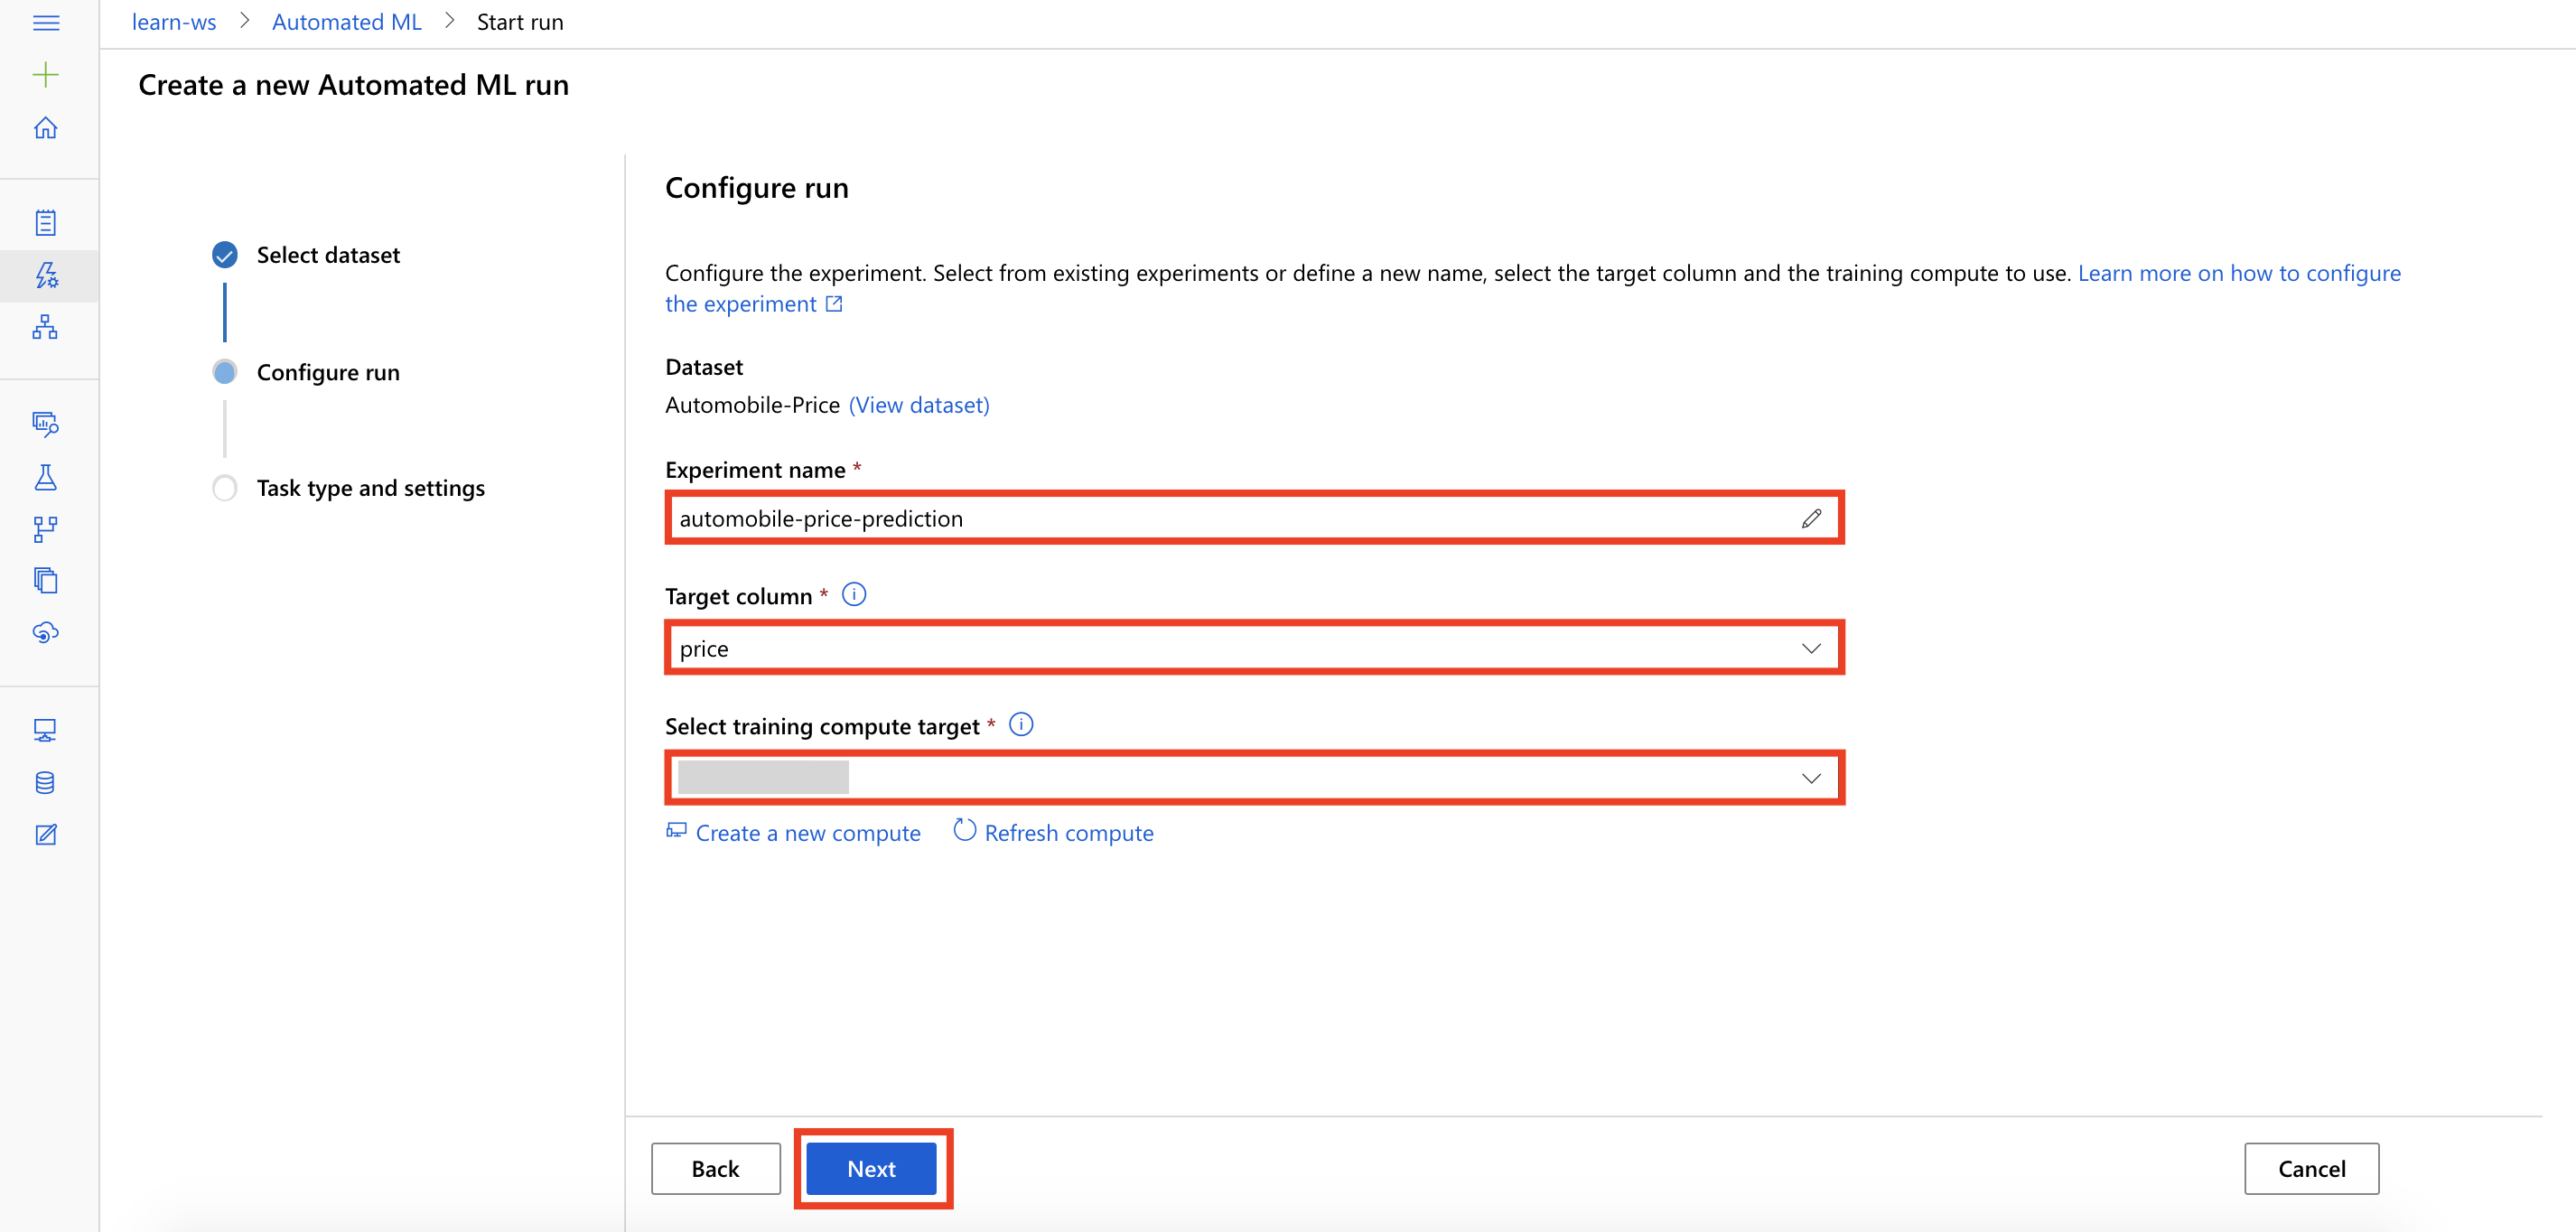 learn-ws > Automated ML > Start run
Create a new Automated ML run
Select dataset
Configure run
Task type and settings
Configure run
Configure the experiment. Select from existing experiments or define a new name, select the target column and the training compute to use. Learn more on how to configure
the experiment
Dataset
Automobile-Price (View dataset)
Experiment name *
automobile-price-prediction
Target column *
price
Select training compute target *
Create a new compute Refresh compute
Back Next Cancel